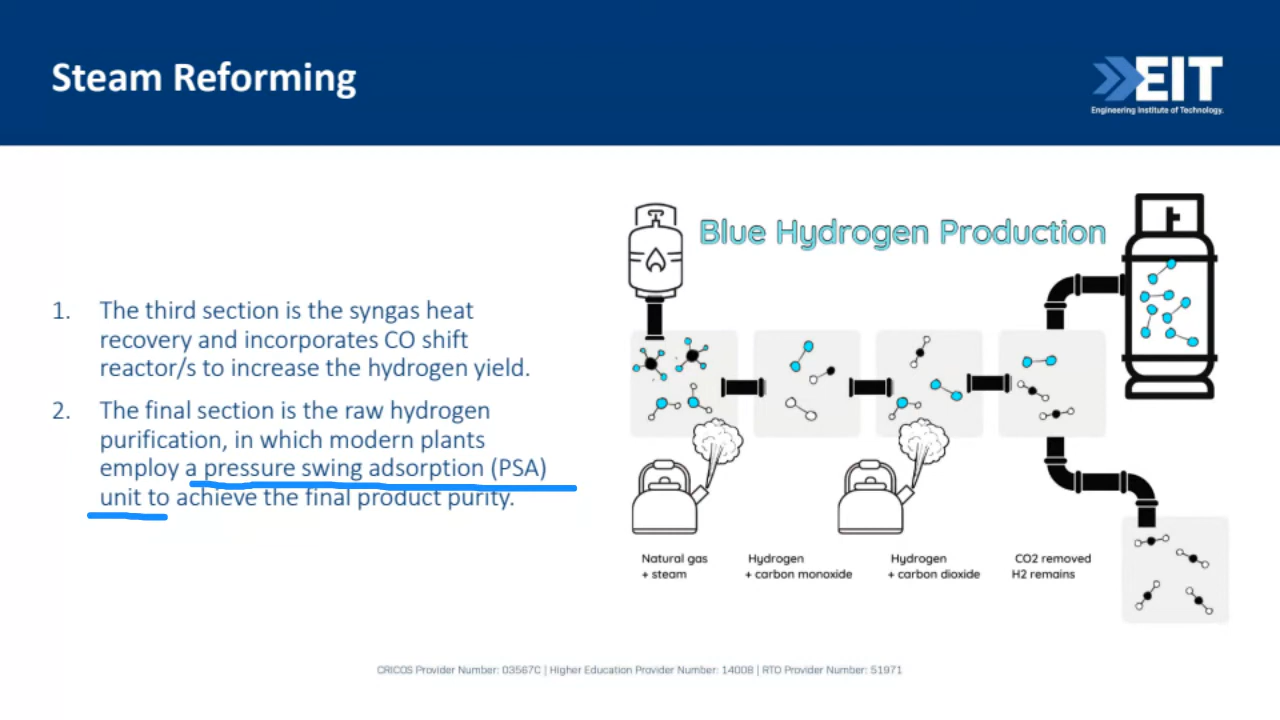 Steam Reforming
EIT
Engineering Institute of Technology.
1. The third section is the syngas heat
recovery and incorporates CO shift
reactor/s to increase the hydrogen yield.
2. The final section is the raw hydrogen
purification, in which modern plants
employ a pressure swing adsorption (PSA)
unit to achieve the final product purity.
Blue Hydrogen Production
Natural gas
+ steam
Hydrogen
+ carbon monoxide
Hydrogen
+ carbon dioxide
CO2 removed
H2 remains
CRICOS Provider Number: 03567C | Higher Education Provider Number: 14008 | RTO Provider Number: 51971